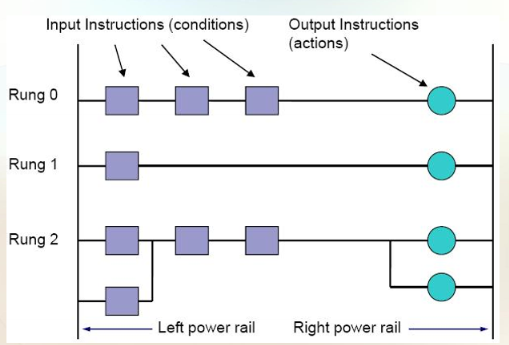 Input Instructions (conditions)
Output Instructions
(actions)
Rung 0
Rung 1
Rung 2
Left power rail
Right power rail